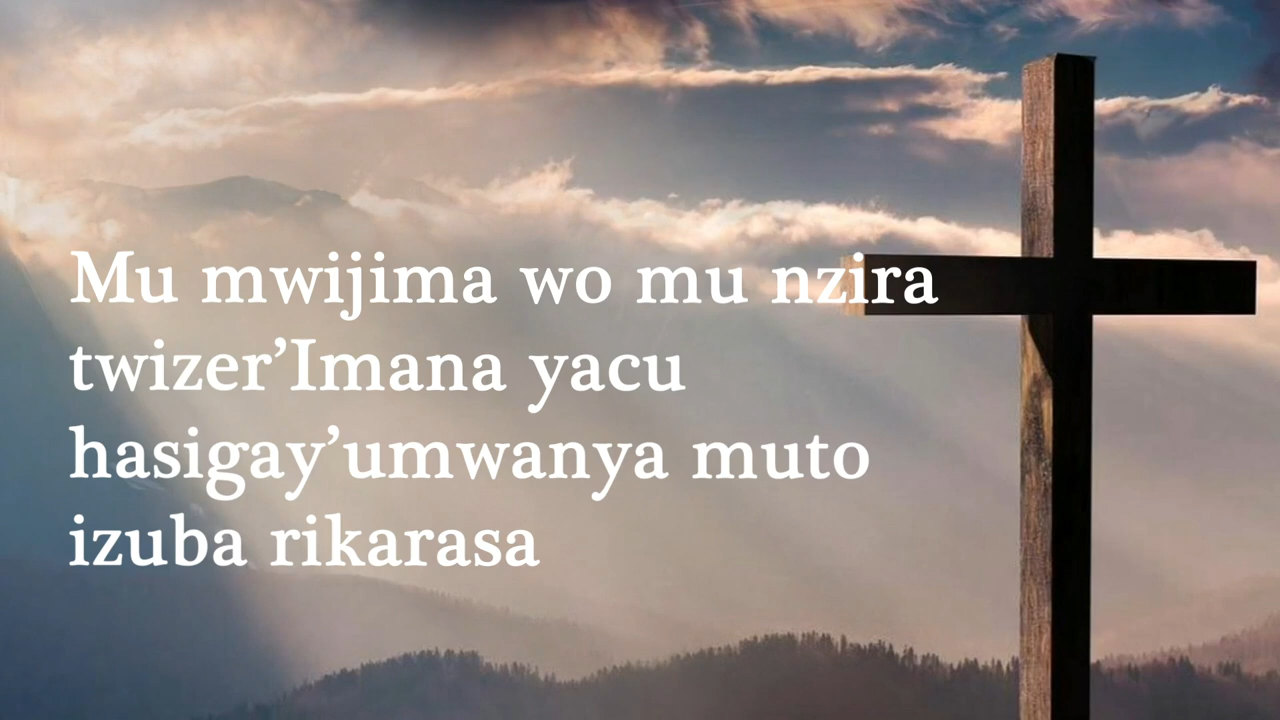 Mu mwijima wo mu nzira
twizer’Imana yacu
hasigay’umwanya muto
izuba rikarasa